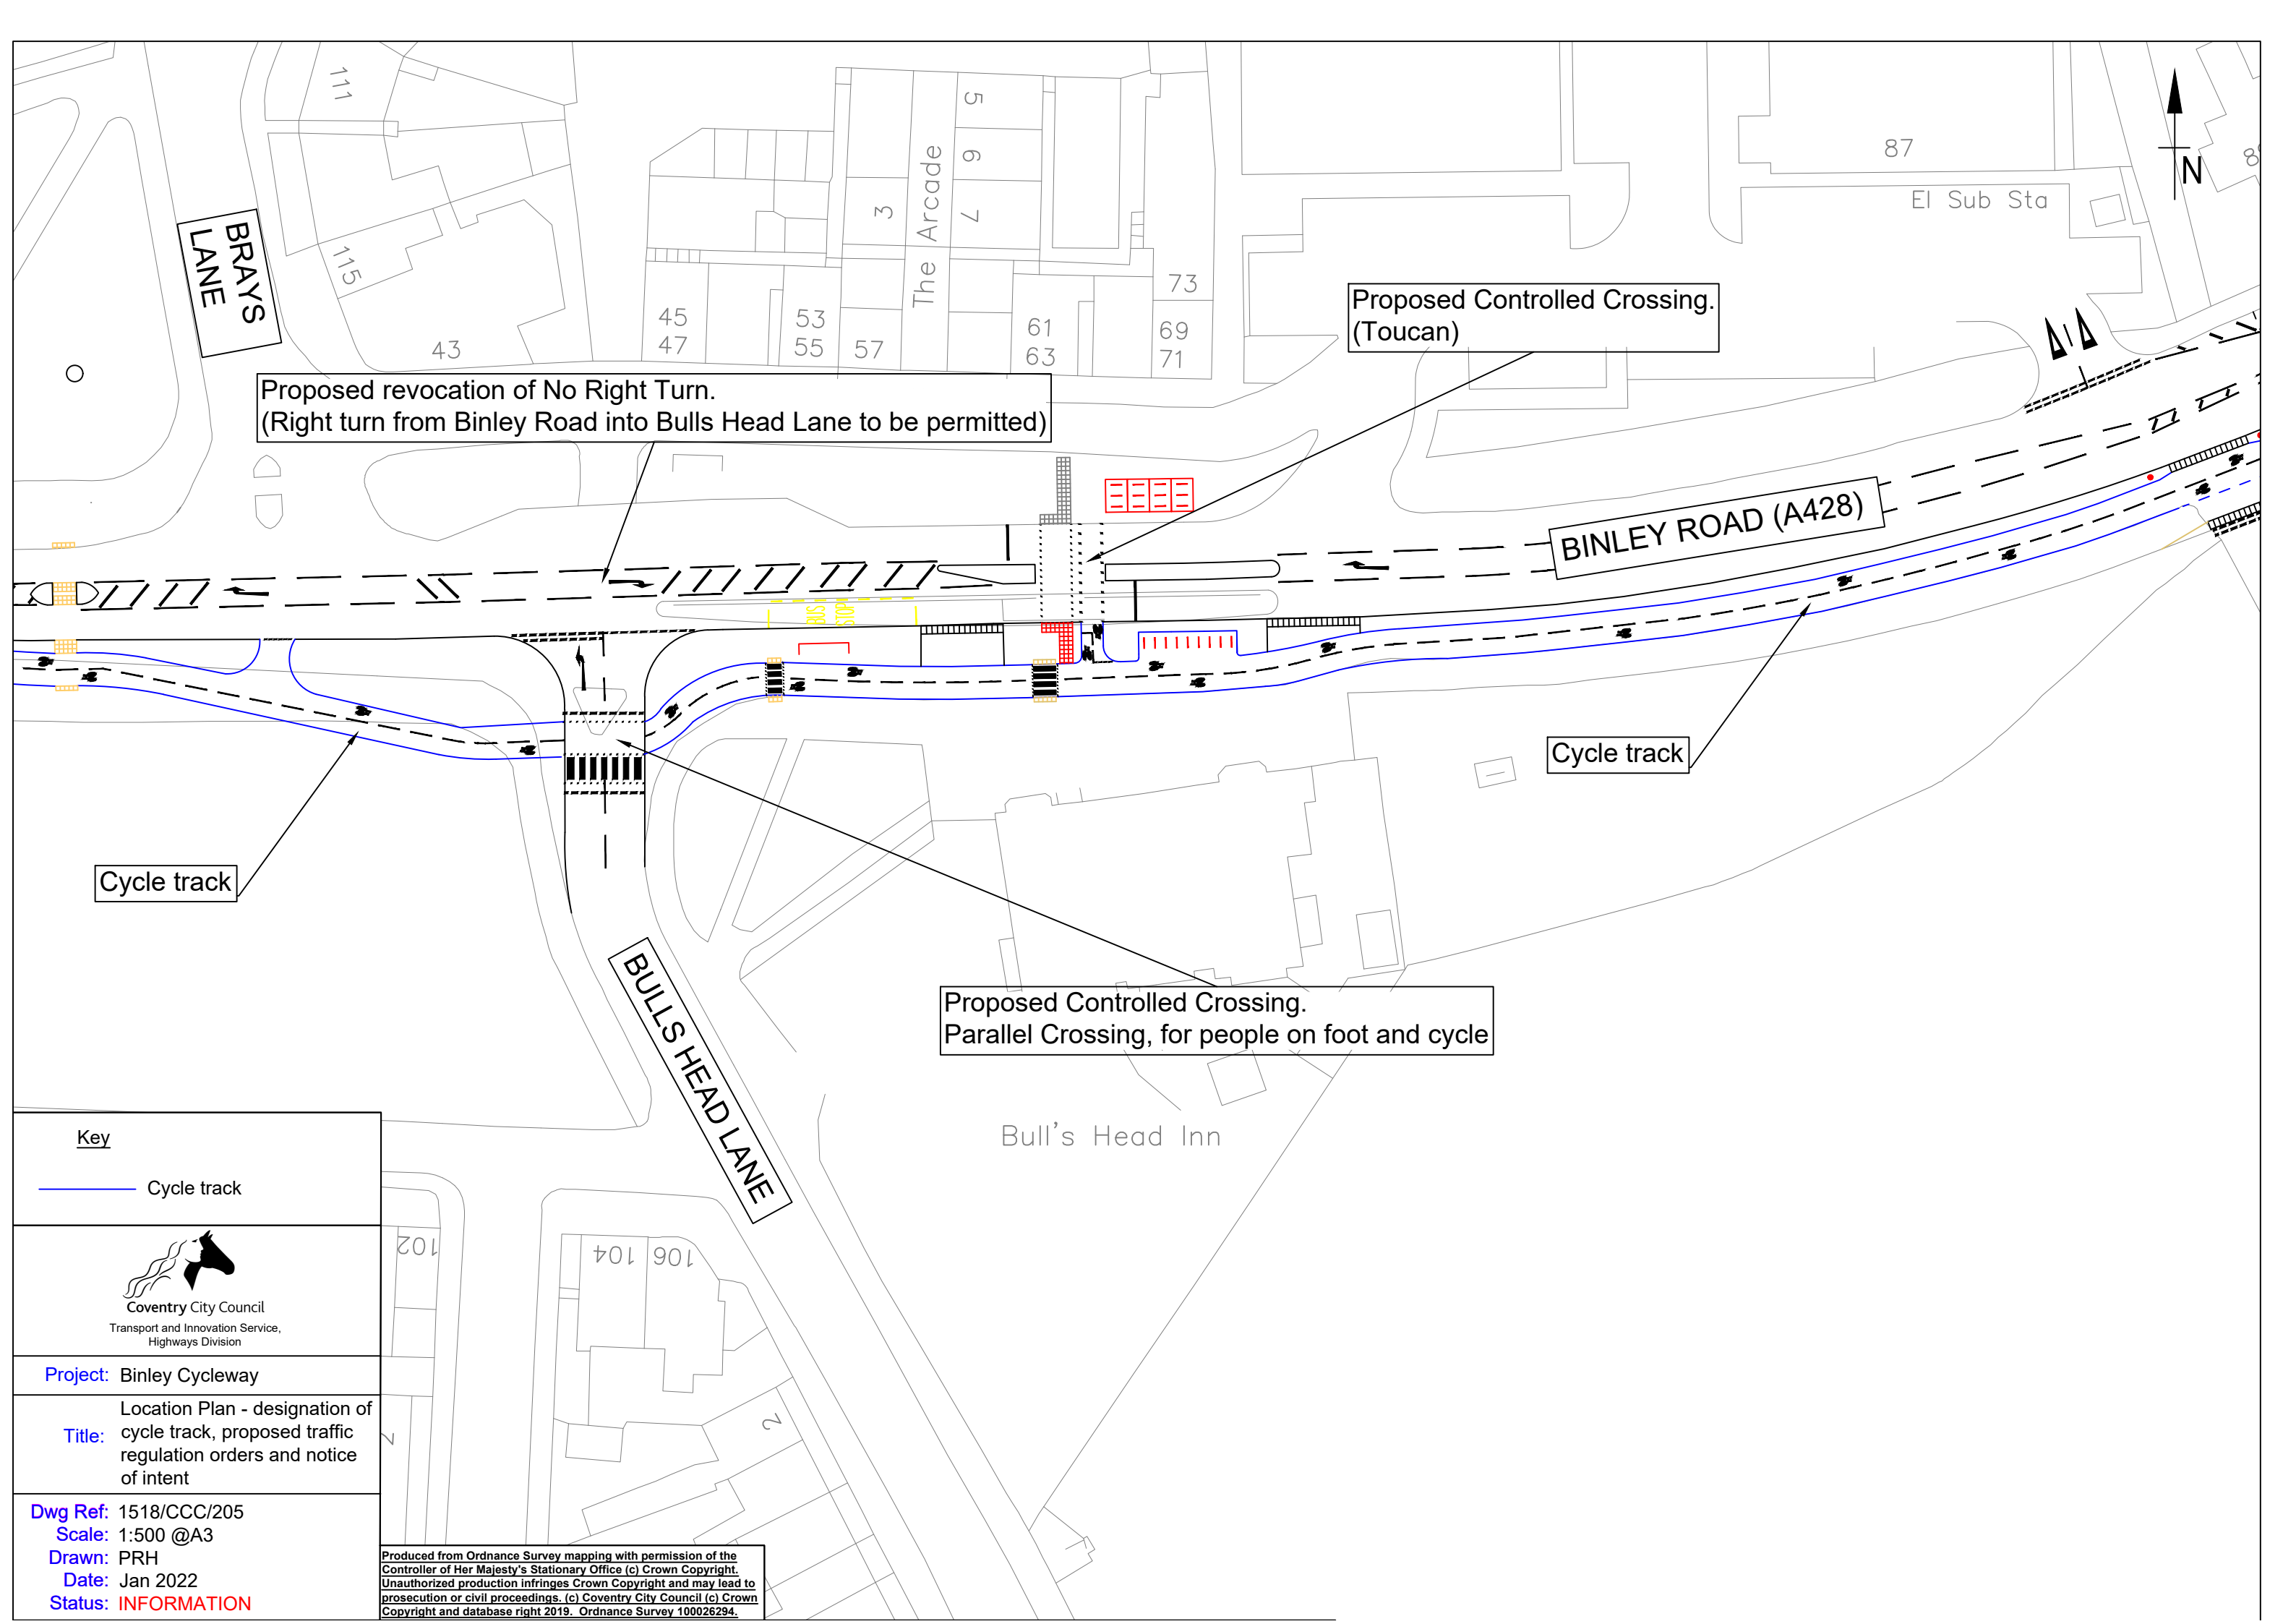 111
5
6
7
3
The Arcade
87
El Sub Sta
N
BRAYS
LANE
115
43
45
47
53
55
57
61
63
73
69
71
Proposed Controlled Crossing.
(Toucan)
Proposed revocation of No Right Turn.
(Right turn from Binley Road into Bulls Head Lane to be permitted)
BINLEY ROAD (A428)
BUS
STOP
Cycle track
Cycle track
BULLS HEAD LANE
Proposed Controlled Crossing.
Parallel Crossing, for people on foot and cycle
Bull's Head Inn
102
104
106
2
2
Key
Cycle track
Coventry City Council
Transport and Innovation Service,
Highways Division
Project: Binley Cycleway
Title: Location Plan - designation of
cycle track, proposed traffic
regulation orders and notice
of intent
Dwg Ref: 1518/CCC/205
Scale: 1:500 @A3
Drawn: PRH
Date: Jan 2022
Status: INFORMATION
Produced from Ordnance Survey mapping with permission of the
Controller of Her Majesty's Stationary Office (c) Crown Copyright.
Unauthorized production infringes Crown Copyright and may lead to
prosecution or civil proceedings. (c) Coventry City Council (c) Crown
Copyright and database right 2019. Ordnance Survey 100026294.